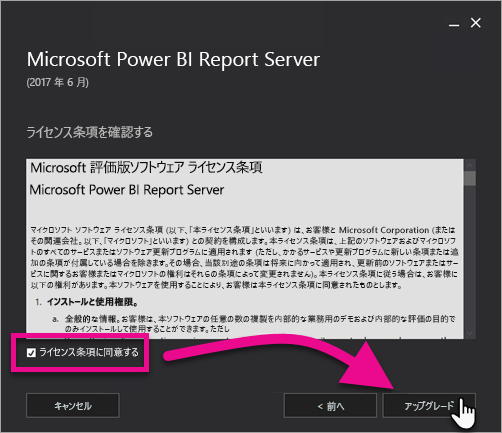 Microsoft Power BI Report Server
(2017 年 6 月)
ライセンス条項を確認する
Microsoft 評価版ソフトウェア ライセンス条項
Microsoft Power BI Report Server
マイクロソフト ソフトウェア ライセンス条項 (以下、「本ライセンス条項」といいます) は、お客様と Microsoft Corporation (または
その関連会社。以下、「マイクロソフト」といいます) との契約を構成します。本ライセンス条項は、上記のソフトウェアおよびマイクロソフ
トのすべてのサービスまたはソフトウェア更新プログラムに適用されます (ただし、かかるサービスや更新プログラムに新しい条項または追
加の条項が付属している場合を除きます。その場合、当該別途の条項は将来に向かって適用され、更新前のソフトウェアまたはサー
ビスに関するお客様またはマイクロソフトの権利はそれらの条項によって変更されません)。本ライセンス条項に従う場合は、お客様に
以下の権利があります。本ソフトウェアを使用することにより、お客様は本ライセンス条項に同意されたものとします。
1. インストールと使用権限。
a. 全般的な情報。お客様は、本ソフトウェアの任意の数の複製を内部的な業務用のデモおよび内部的な評価の目的で
のみインストールして使用することができます。ただし
ライセンス条項に同意する
キャンセル
< 前へ
アップグレード